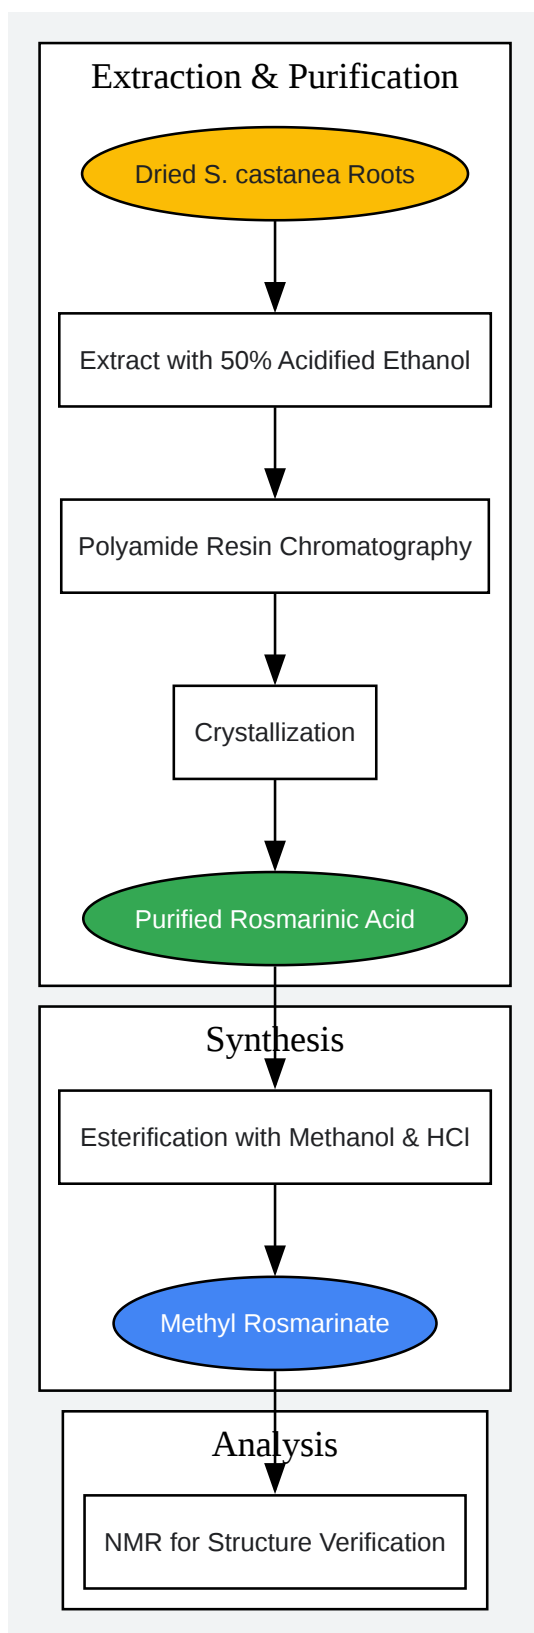 Extraction & Purification
Dried S. castanea Roots
Extract with 50% Acidified Ethanol
Polyamide Resin Chromatography
Crystallization
Purified Rosmarinic Acid
Synthesis
Esterification with Methanol & HCl
Methyl Rosmarinate
Analysis
NMR for Structure Verification